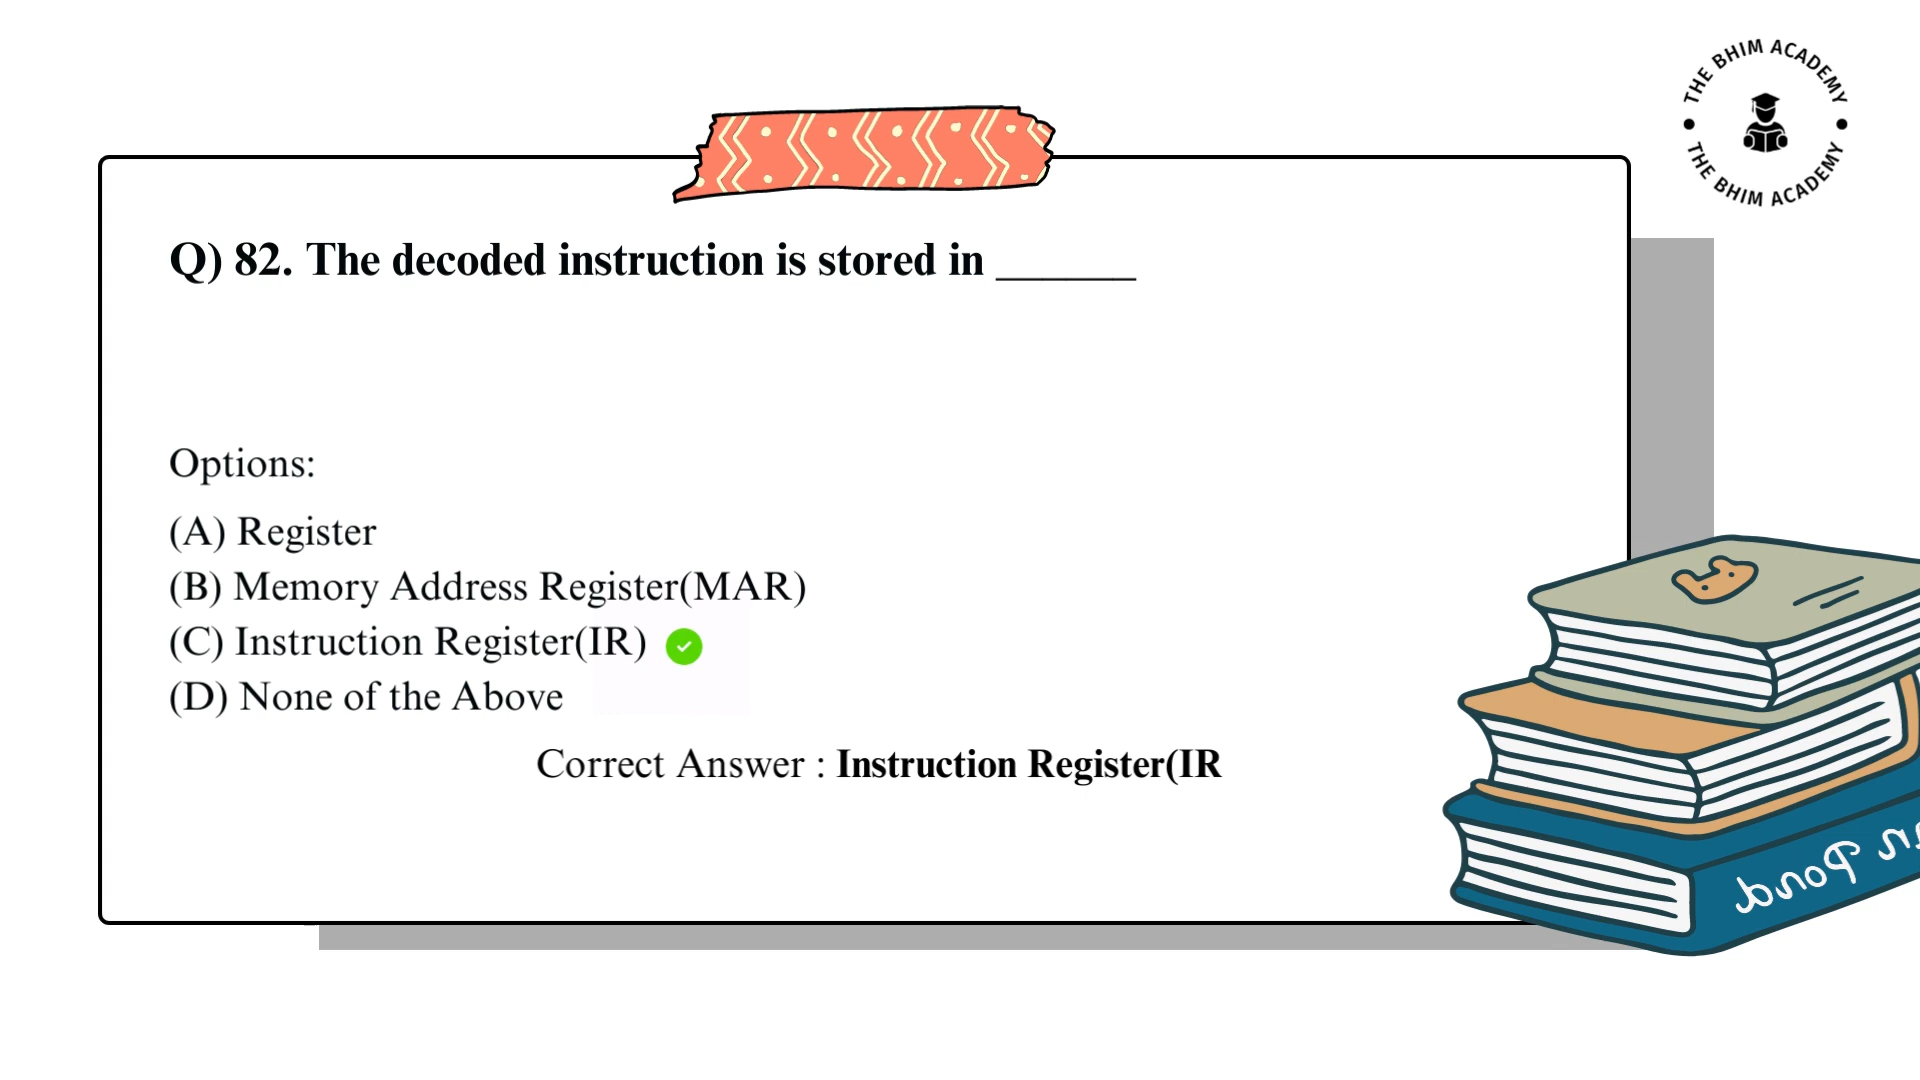 THE BHIM ACADEMY
THE BHIM ACADEMY
Q) 82. The decoded instruction is stored in ______
Options:
(A) Register
(B) Memory Address Register(MAR)
(C) Instruction Register(IR)
(D) None of the Above
Correct Answer : Instruction Register(IR